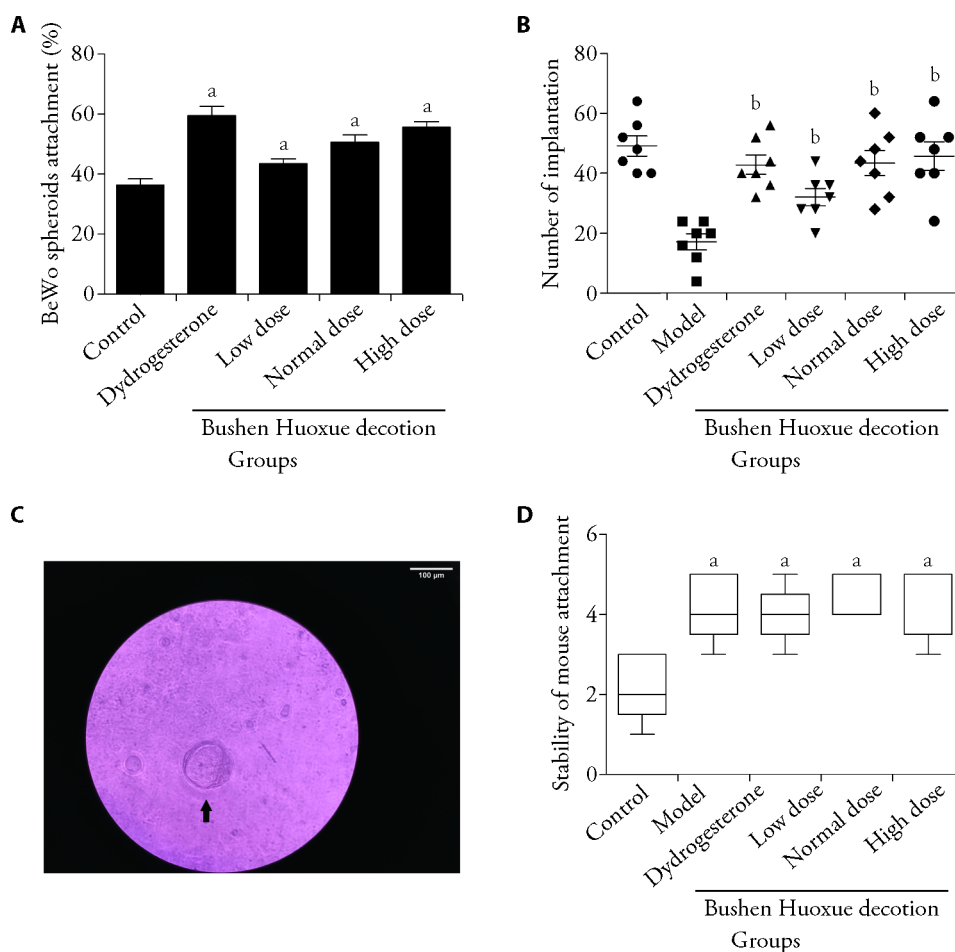 A
BeWo spheroids attachment (%)
80
60
40
20
0
a
a
a
a
Control
Dydrogesterone
Low dose
Normal dose
High dose
Bushen Huoxue decotion
Groups
B
Number of implantation
80
60
40
20
0
b
b
b
b
Control
Model
Dydrogesterone
Low dose
Normal dose
High dose
Bushen Huoxue decotion
Groups
C
100 μm
D
Stability of mouse attachment
6
4
2
0
a
a
a
a
Control
Model
Dydrogesterone
Low dose
Normal dose
High dose
Bushen Huoxue decotion
Groups